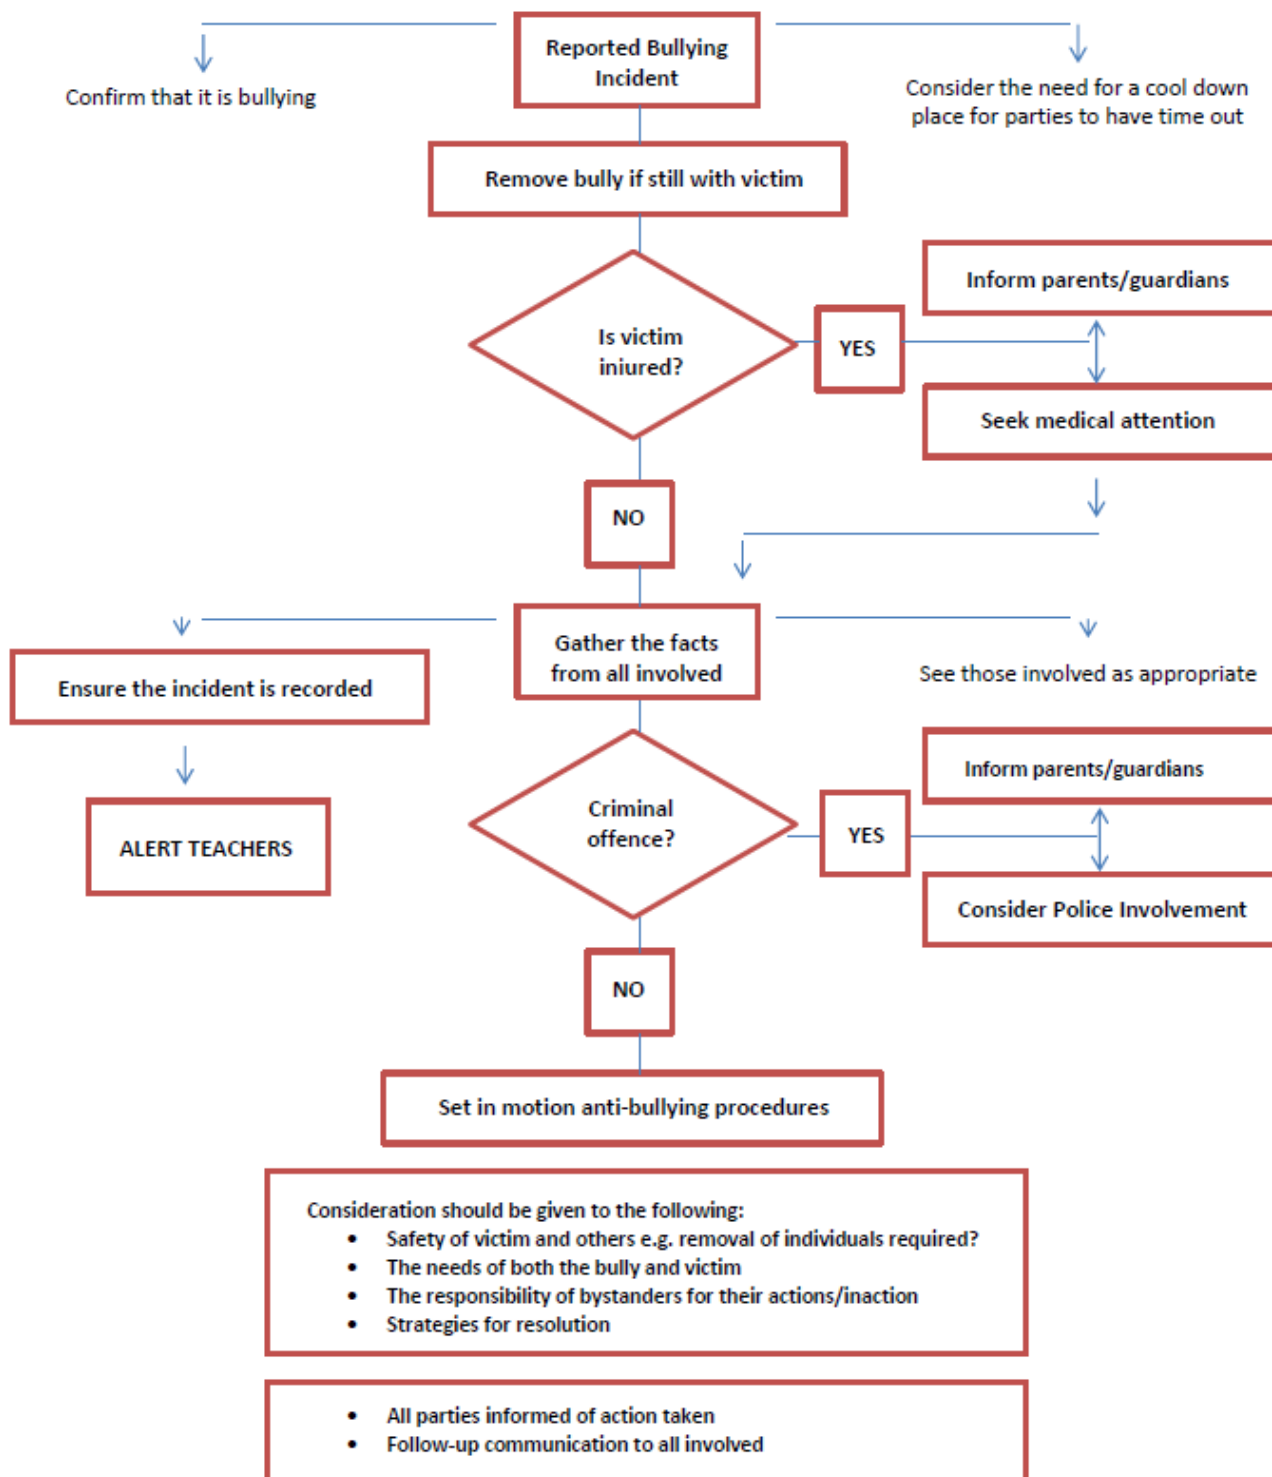 Reported Bullying
Incident
Confirm that it is bullying
Consider the need for a cool down
place for parties to have time out
Remove bully if still with victim
Is victim
iniured?
YES
Inform parents/guardians
Seek medical attention
NO
Gather the facts
from all involved
Ensure the incident is recorded
See those involved as appropriate
ALERT TEACHERS
Criminal
offence?
YES
Inform parents/guardians
Consider Police Involvement
NO
Set in motion anti-bullying procedures
Consideration should be given to the following:
• Safety of victim and others e.g. removal of individuals required?
• The needs of both the bully and victim
• The responsibility of bystanders for their actions/inaction
• Strategies for resolution
• All parties informed of action taken
• Follow-up communication to all involved